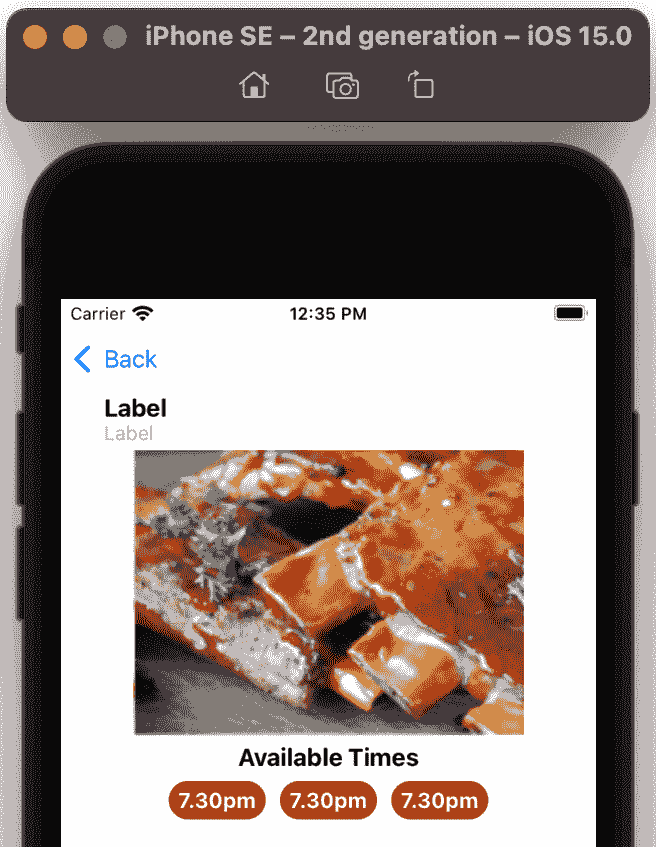 iPhone SE – 2nd generation – iOS 15.0
Carrier 12:35 PM
Back
Label
Label
Available Times
7.30pm 7.30pm 7.30pm